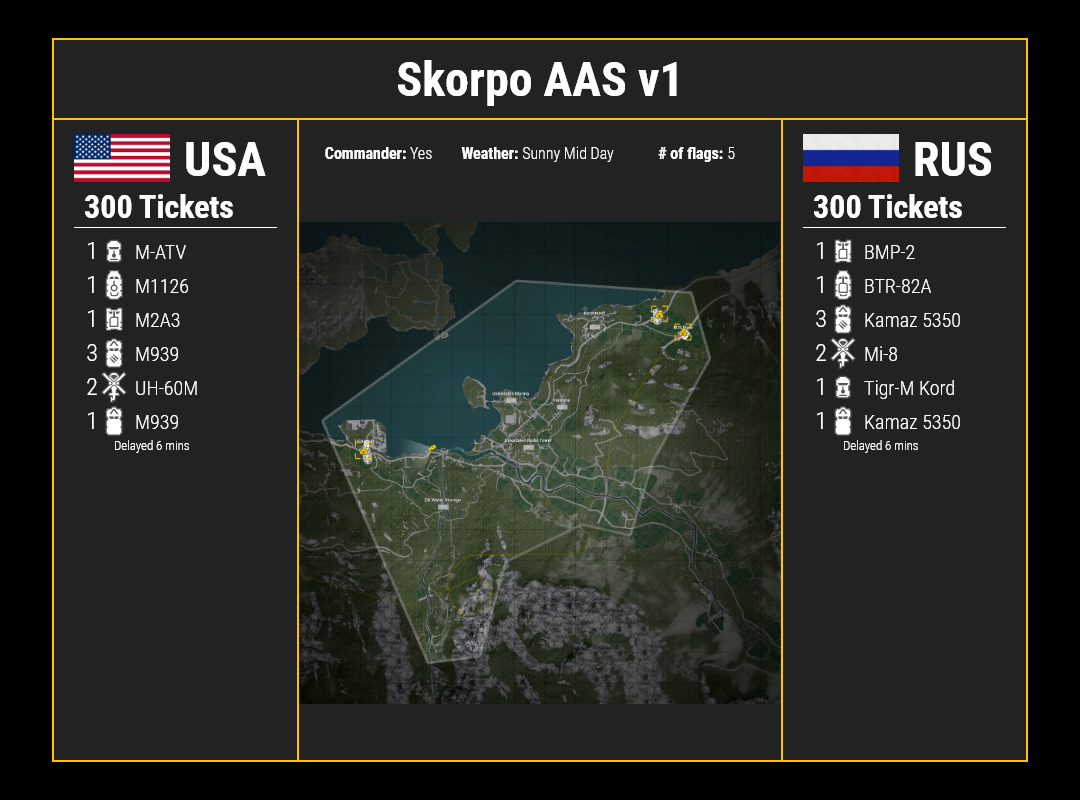 Skorpo AAS v1
USA
300 Tickets
1 M-ATV
1 M1126
1 M2A3
3 M939
2 UH-60M
1 M939
Delayed 6 mins
Commander: Yes
Weather: Sunny Mid Day
# of flags: 5
RUS
300 Tickets
1 BMP-2
1 BTR-82A
3 Kamaz 5350
2 Mi-8
1 Tigr-M Kord
1 Kamaz 5350
Delayed 6 mins